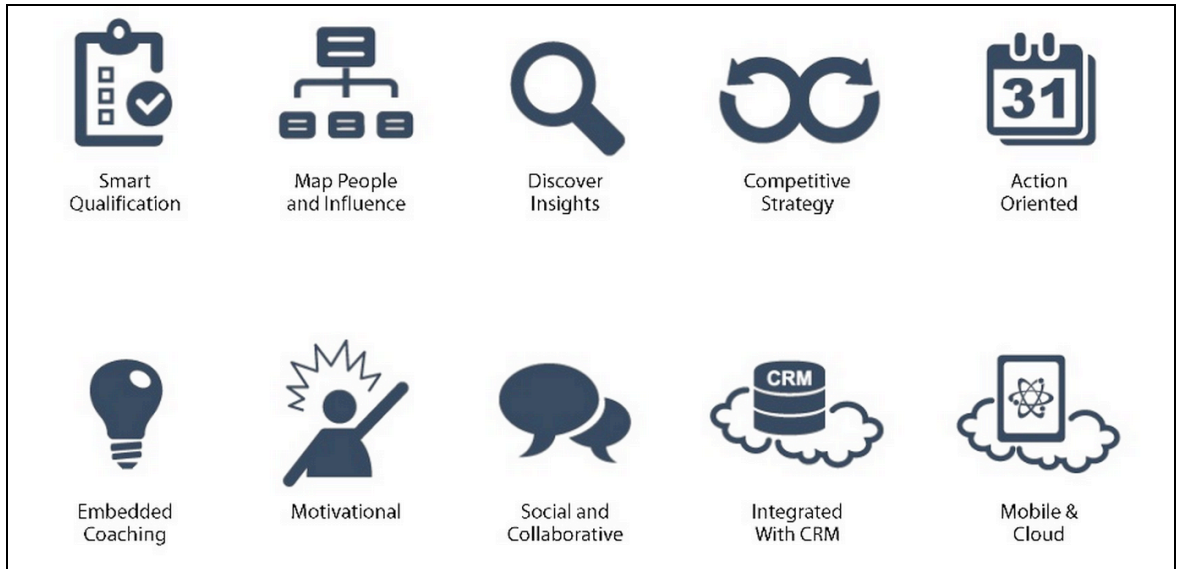 31
Smart
Qualification
Map People
and Influence
Discover
Insights
Competitive
Strategy
Action
Oriented
CRM
Embedded
Coaching
Motivational
Social and
Collaborative
Integrated
With CRM
Mobile &
Cloud